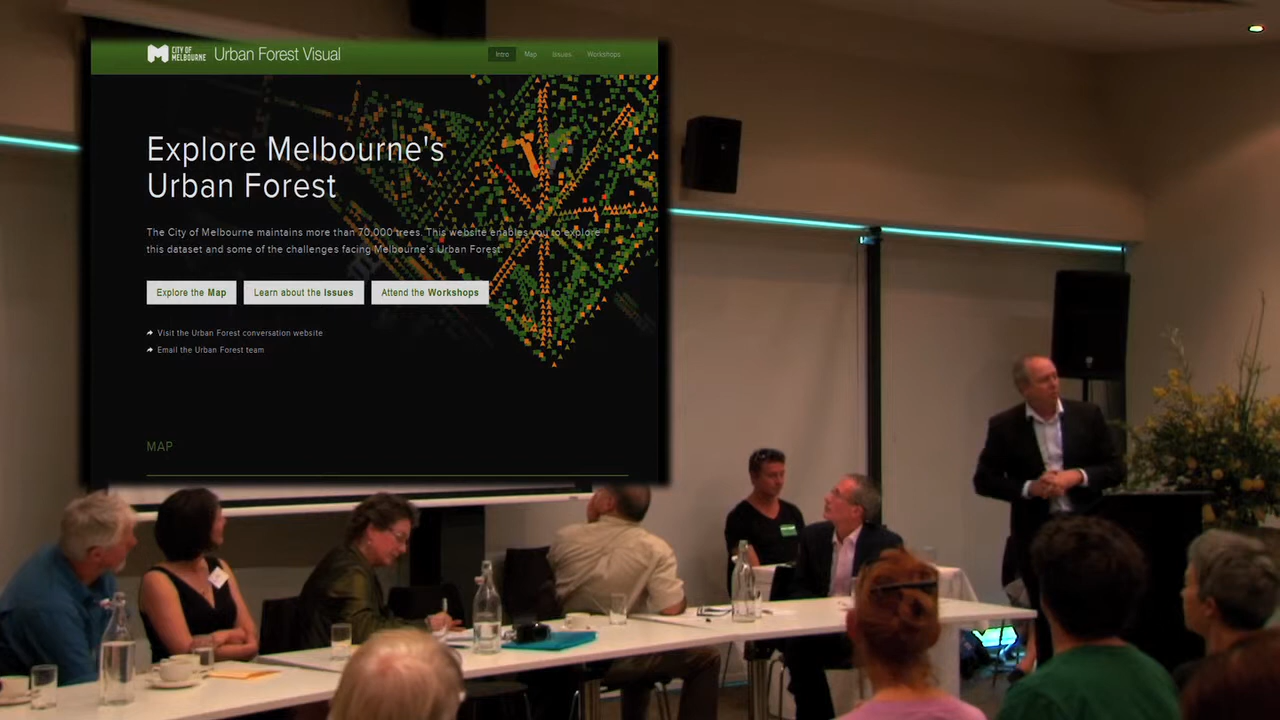 CITY OF
MELBOURNE
Urban Forest Visual
Intro
Map
Issues
Workshops
Explore Melbourne's
Urban Forest
The City of Melbourne maintains more than 70,000 trees. This website enables you to explore
this dataset and some of the challenges facing Melbourne's Urban Forest.
Explore the Map
Learn about the Issues
Attend the Workshops
Visit the Urban Forest conversation website
Email the Urban Forest team
MAP